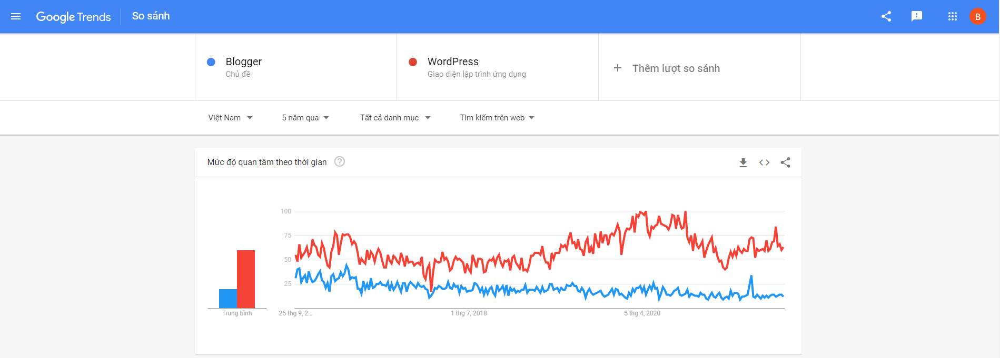 Google Trends So sánh B
Blogger
Chủ đề
WordPress
Giao diện lập trình ứng dụng
Thêm lượt so sánh
Việt Nam 5 năm qua Tất cả danh mục Tìm kiếm trên web
Mức độ quan tâm theo thời gian ?
100
75
50
25
Trung bình 25 thg 9, 2... 1 thg 7, 2018 5 thg 4, 2020